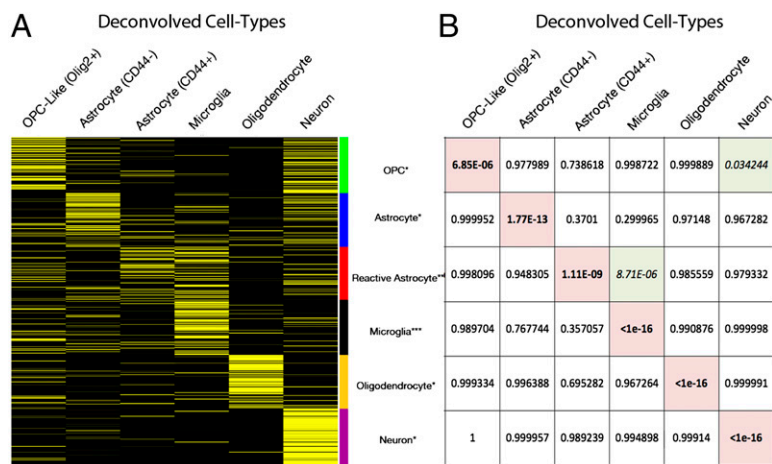 A
Deconvolved Cell-Types
OPC-Like (Olig2+)
Astrocyte (CD44-)
Astrocyte (CD44+)
Microglia
Oligodendrocyte
Neuron
B
Deconvolved Cell-Types
OPC-Like (Olig2+)
Astrocyte (CD44-)
Astrocyte (CD44+)
Microglia
Oligodendrocyte
Neuron
OPC* 6.85E-06 0.977989 0.738618 0.998722 0.999889 0.034244
Astrocyte* 0.999952 1.77E-13 0.3701 0.299965 0.97148 0.967282
Reactive Astrocyte** 0.998096 0.948305 1.11E-09 8.71E-06 0.985559 0.979332
Microglia*** 0.989704 0.767744 0.357057 <1e-16 0.990876 0.999998
Oligodendrocyte* 0.999334 0.996388 0.695282 0.967264 <1e-16 0.999991
Neuron* 1 0.999957 0.989239 0.994898 0.99914 <1e-16